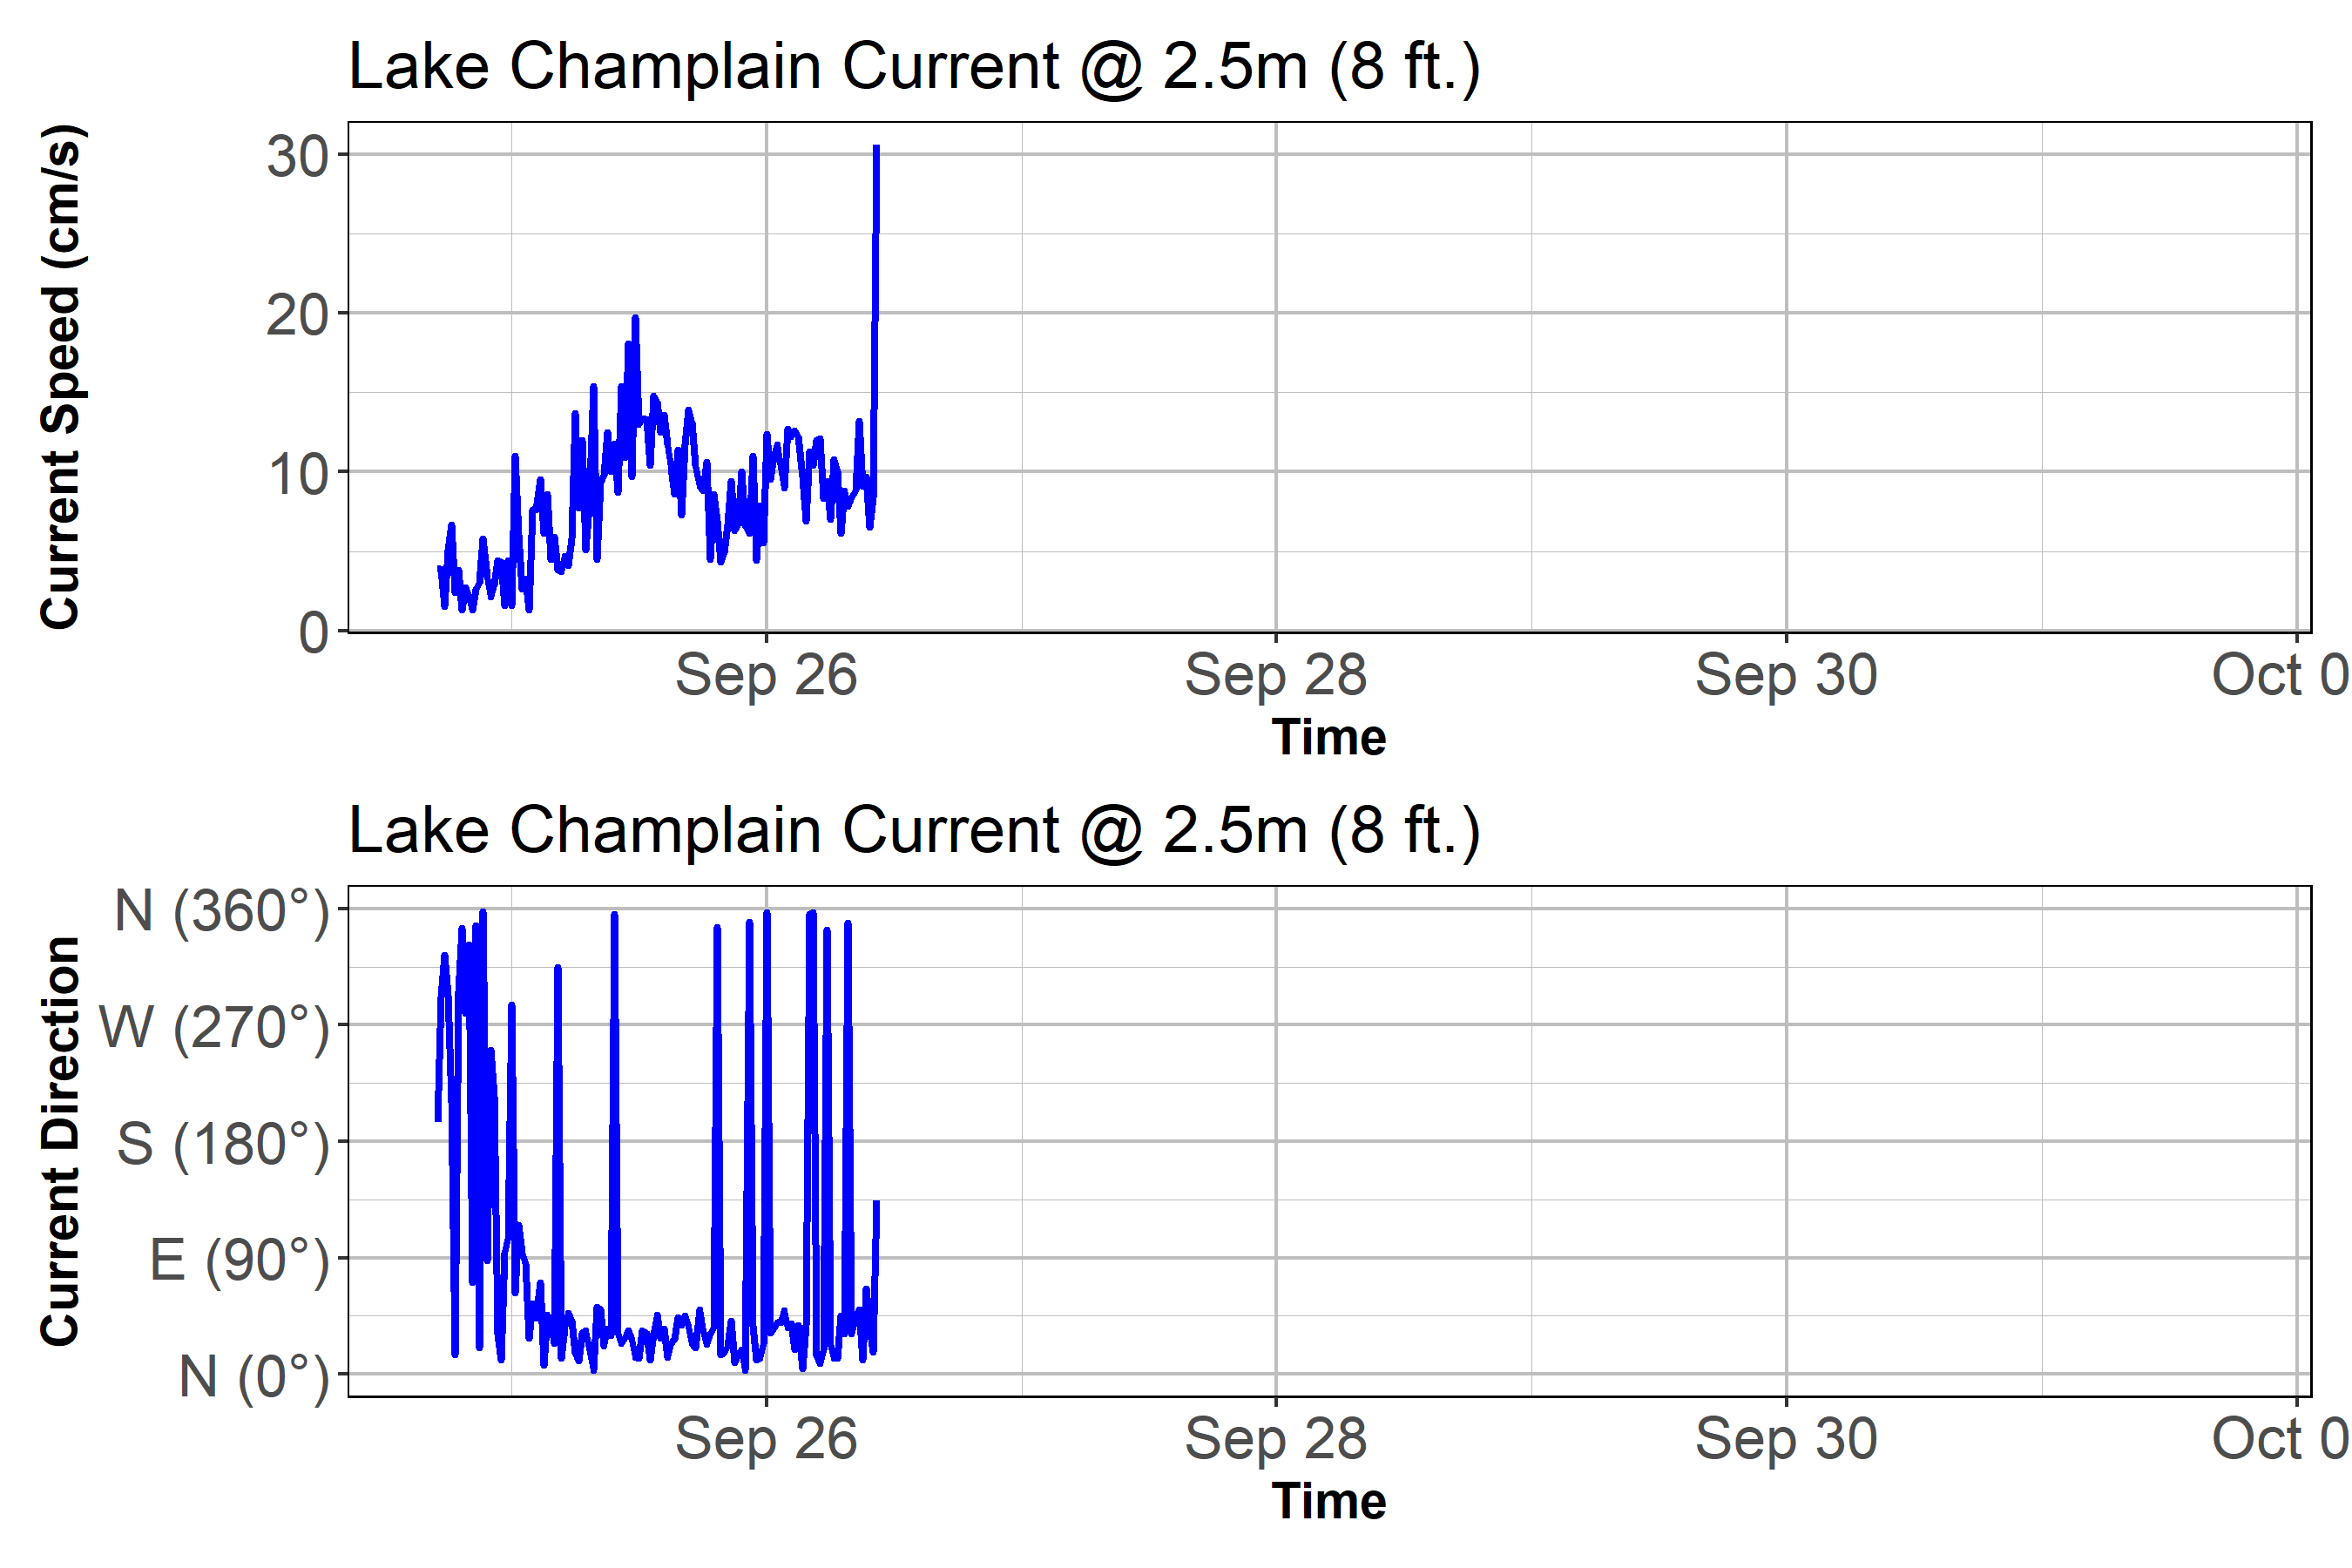 Lake Champlain Current @ 2.5m (8 ft.)
Current Speed (cm/s)
30
20
10
0
Sep 26 Sep 28 Sep 30 Oct 0
Time
Lake Champlain Current @ 2.5m (8 ft.)
Current Direction
N (360°)
W (270°)
S (180°)
E (90°)
N (0°)
Sep 26 Sep 28 Sep 30 Oct 0
Time